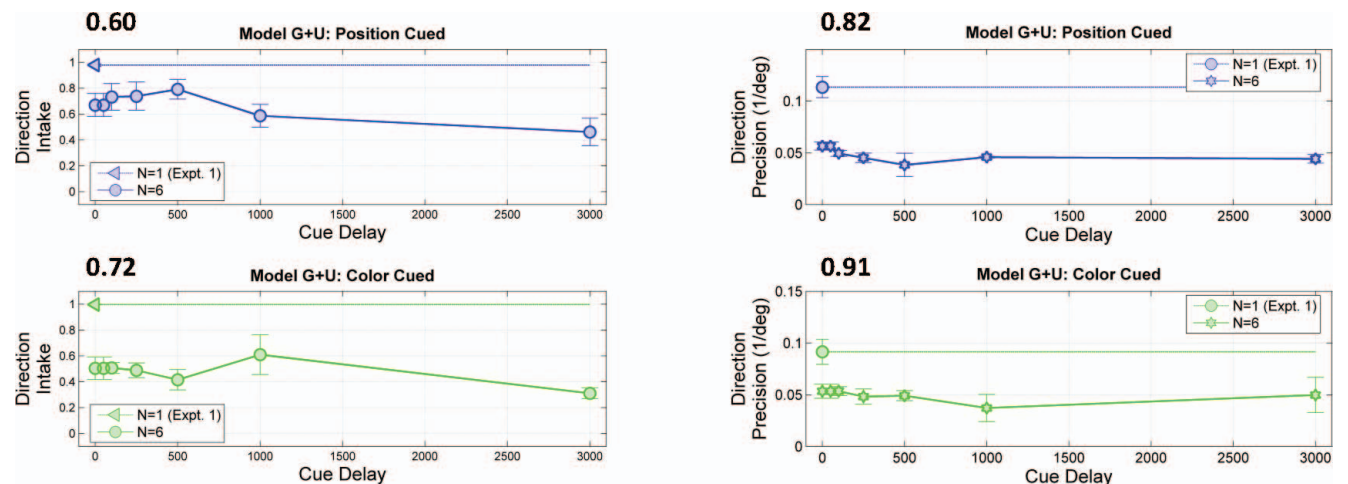 0.60
Model G+U: Position Cued
Direction
Intake
1
0.8
0.6
0.4
0.2
0
N=1 (Expt. 1)
N=6
0 500 1000 1500 2000 2500 3000
Cue Delay
0.82
Model G+U: Position Cued
Direction
Precision (1/deg)
0.1
0.05
0
N=1 (Expt. 1)
N=6
0 500 1000 1500 2000 2500 3000
Cue Delay
0.72
Model G+U: Color Cued
Direction
Intake
1
0.8
0.6
0.4
0.2
0
N=1 (Expt. 1)
N=6
0 500 1000 1500 2000 2500 3000
Cue Delay
0.91
Model G+U: Color Cued
Direction
Precision (1/deg)
0.15
0.1
0.05
0
N=1 (Expt. 1)
N=6
0 500 1000 1500 2000 2500 3000
Cue Delay